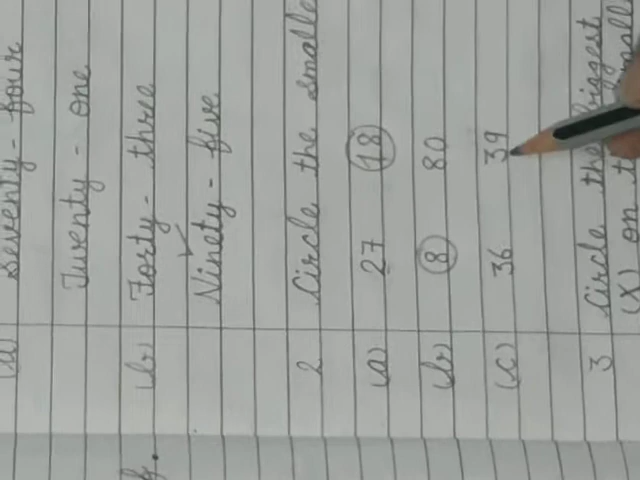 (a) Seventy - four
Twenty - one
(b) Forty - three
Ninety - five
2 Circle the smalle
(a) 27 18
(b) 8 80
(c) 36 39
3 Circle the biggest
(X) on